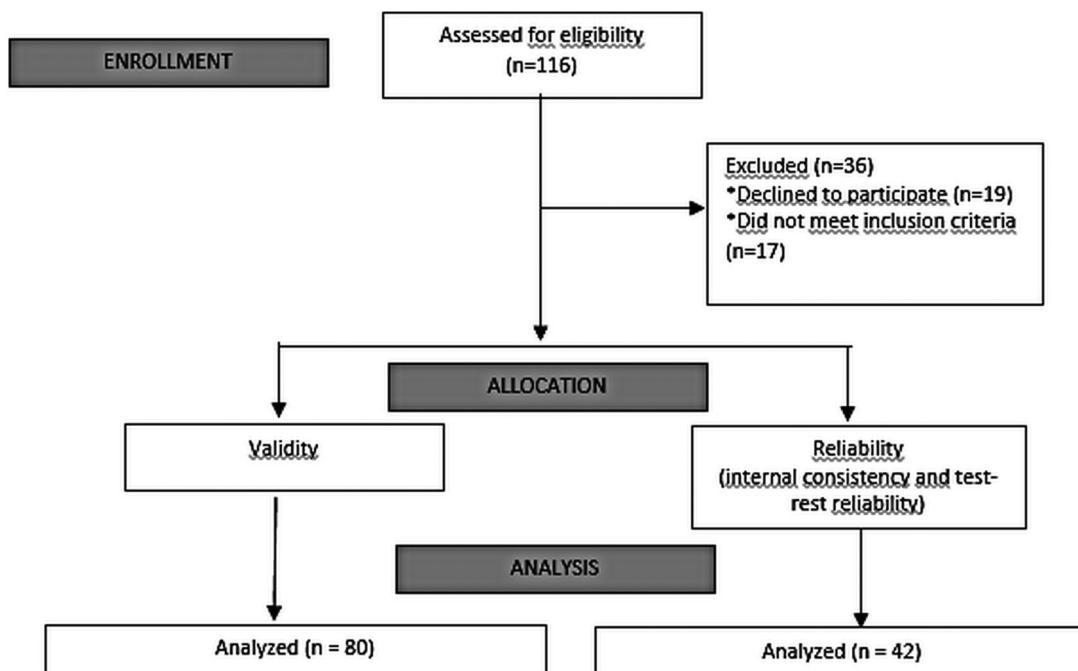 Assessed for eligibility
(n=116)
ENROLLMENT
Excluded (n=36)
*Declined to participate (n=19)
*Did not meet inclusion criteria
(n=17)
ALLOCATION
Validity
Reliability
(internal consistency and test-
rest reliability)
ANALYSIS
Analyzed (n = 80)
Analyzed (n = 42)